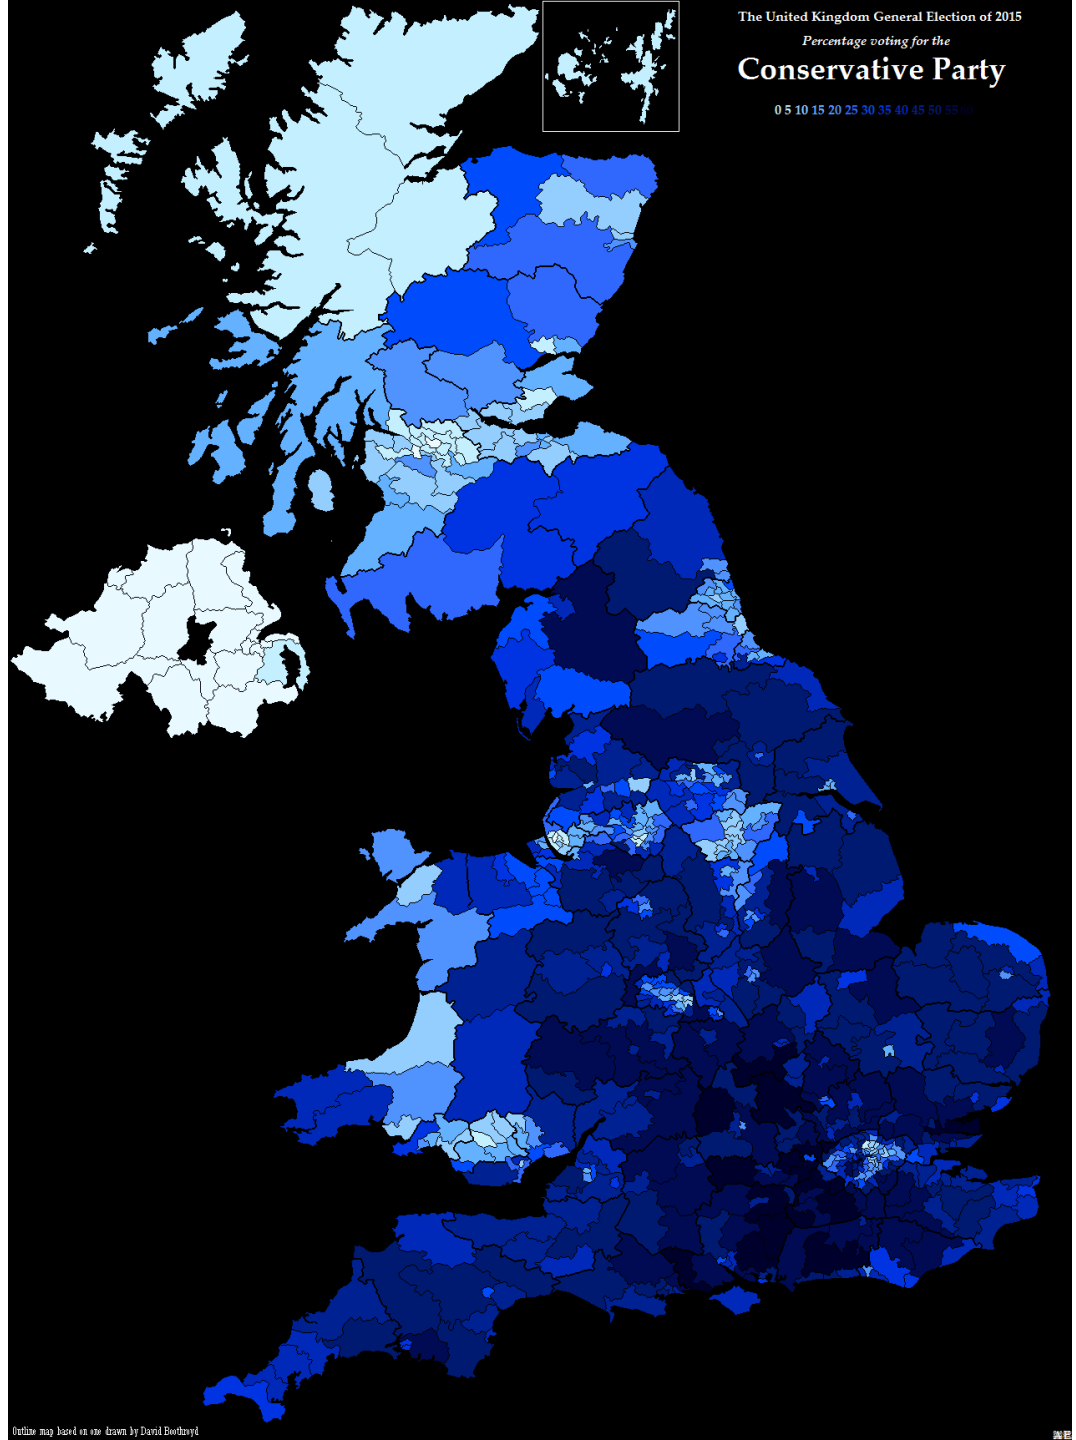 The United Kingdom General Election of 2015
Percentage voting for the
Conservative Party
0 5 10 15 20 25 30 35 40 45 50 55
Outline map based on one drawn by David Boothroyd